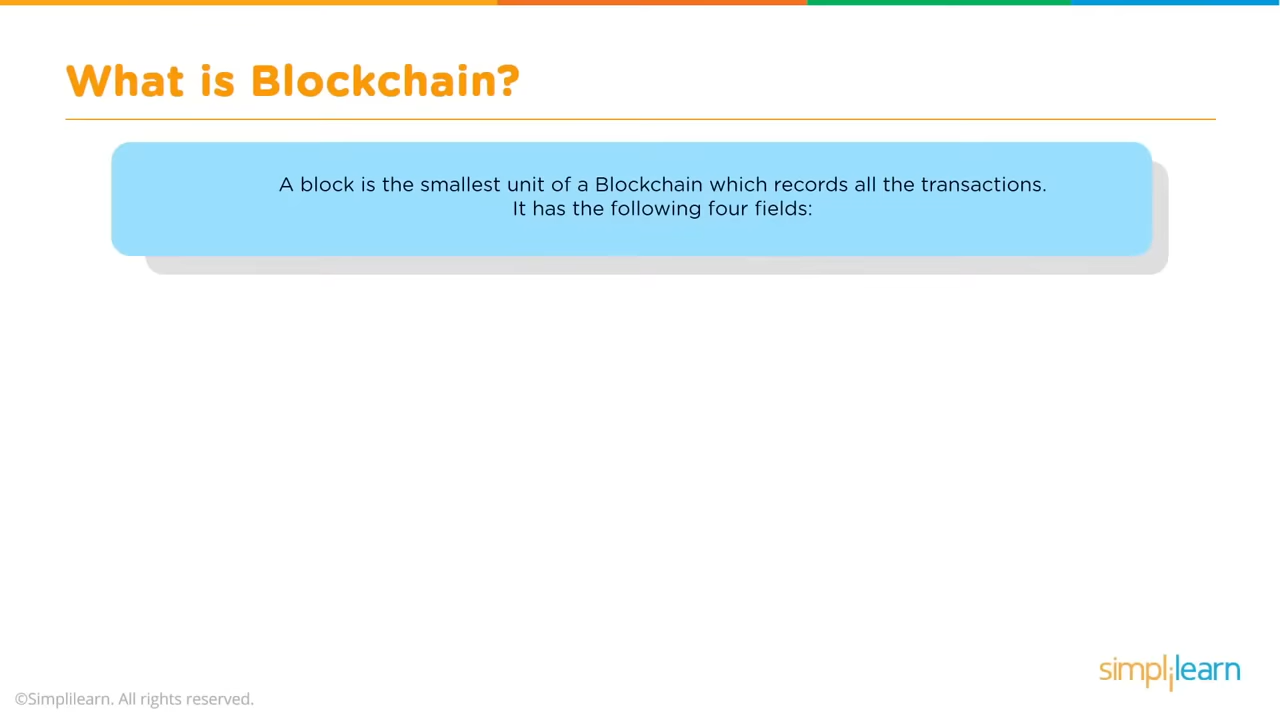 What is Blockchain?
A block is the smallest unit of a Blockchain which records all the transactions.
It has the following four fields:
simplilearn
©Simplilearn. All rights reserved.